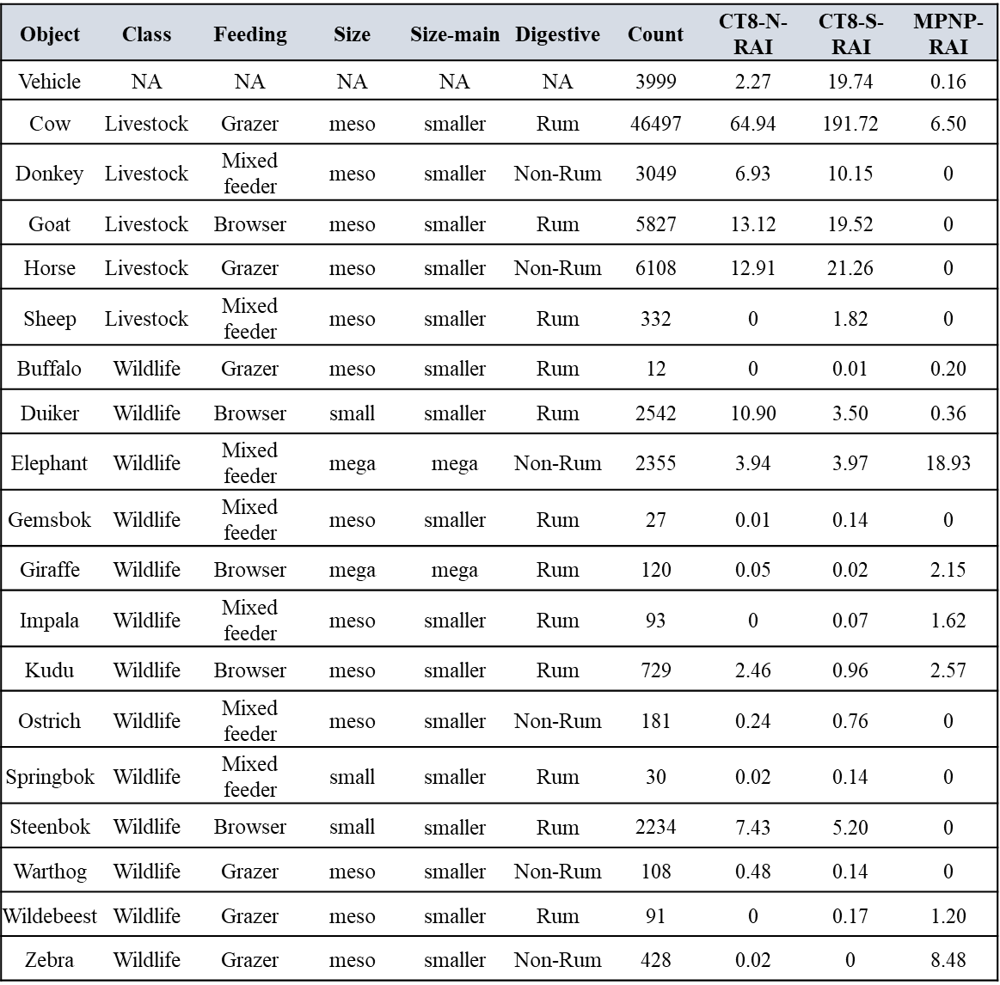 Object Class Feeding Size Size-main Digestive Count CT8-N-RAI CT8-S-RAI MPNP-RAI
Vehicle NA NA NA NA NA 3999 2.27 19.74 0.16
Cow Livestock Grazer meso smaller Rum 46497 64.94 191.72 6.50
Donkey Livestock Mixed feeder meso smaller Non-Rum 3049 6.93 10.15 0
Goat Livestock Browser meso smaller Rum 5827 13.12 19.52 0
Horse Livestock Grazer meso smaller Non-Rum 6108 12.91 21.26 0
Sheep Livestock Mixed feeder meso smaller Rum 332 0 1.82 0
Buffalo Wildlife Grazer meso smaller Rum 12 0 0.01 0.20
Duiker Wildlife Browser small smaller Rum 2542 10.90 3.50 0.36
Elephant Wildlife Mixed feeder mega mega Non-Rum 2355 3.94 3.97 18.93
Gemsbok Wildlife Mixed feeder meso smaller Rum 27 0.01 0.14 0
Giraffe Wildlife Browser mega mega Rum 120 0.05 0.02 2.15
Impala Wildlife Mixed feeder meso smaller Rum 93 0 0.07 1.62
Kudu Wildlife Browser meso smaller Rum 729 2.46 0.96 2.57
Ostrich Wildlife Mixed feeder meso smaller Non-Rum 181 0.24 0.76 0
Springbok Wildlife Mixed feeder small smaller Rum 30 0.02 0.14 0
Steenbok Wildlife Browser small smaller Rum 2234 7.43 5.20 0
Warthog Wildlife Grazer meso smaller Non-Rum 108 0.48 0.14 0
Wildebeest Wildlife Grazer meso smaller Rum 91 0 0.17 1.20
Zebra Wildlife Grazer meso smaller Non-Rum 428 0.02 0 8.48